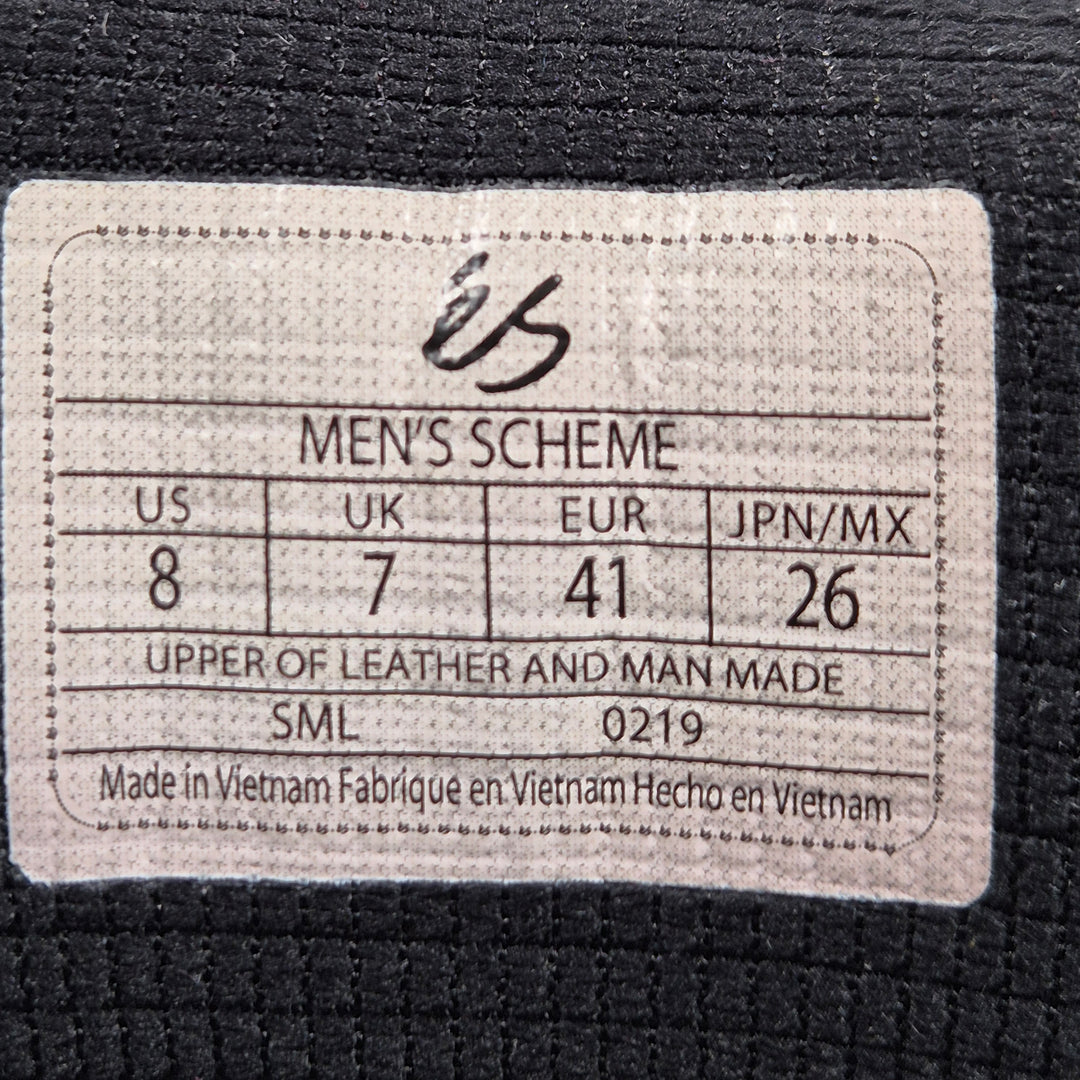 éS
MEN'S SCHEME
US UK EUR JPN/MX
8 7 41 26
UPPER OF LEATHER AND MAN MADE
SML 0219
Made in Vietnam Fabrique en Vietnam Hecho en Vietnam